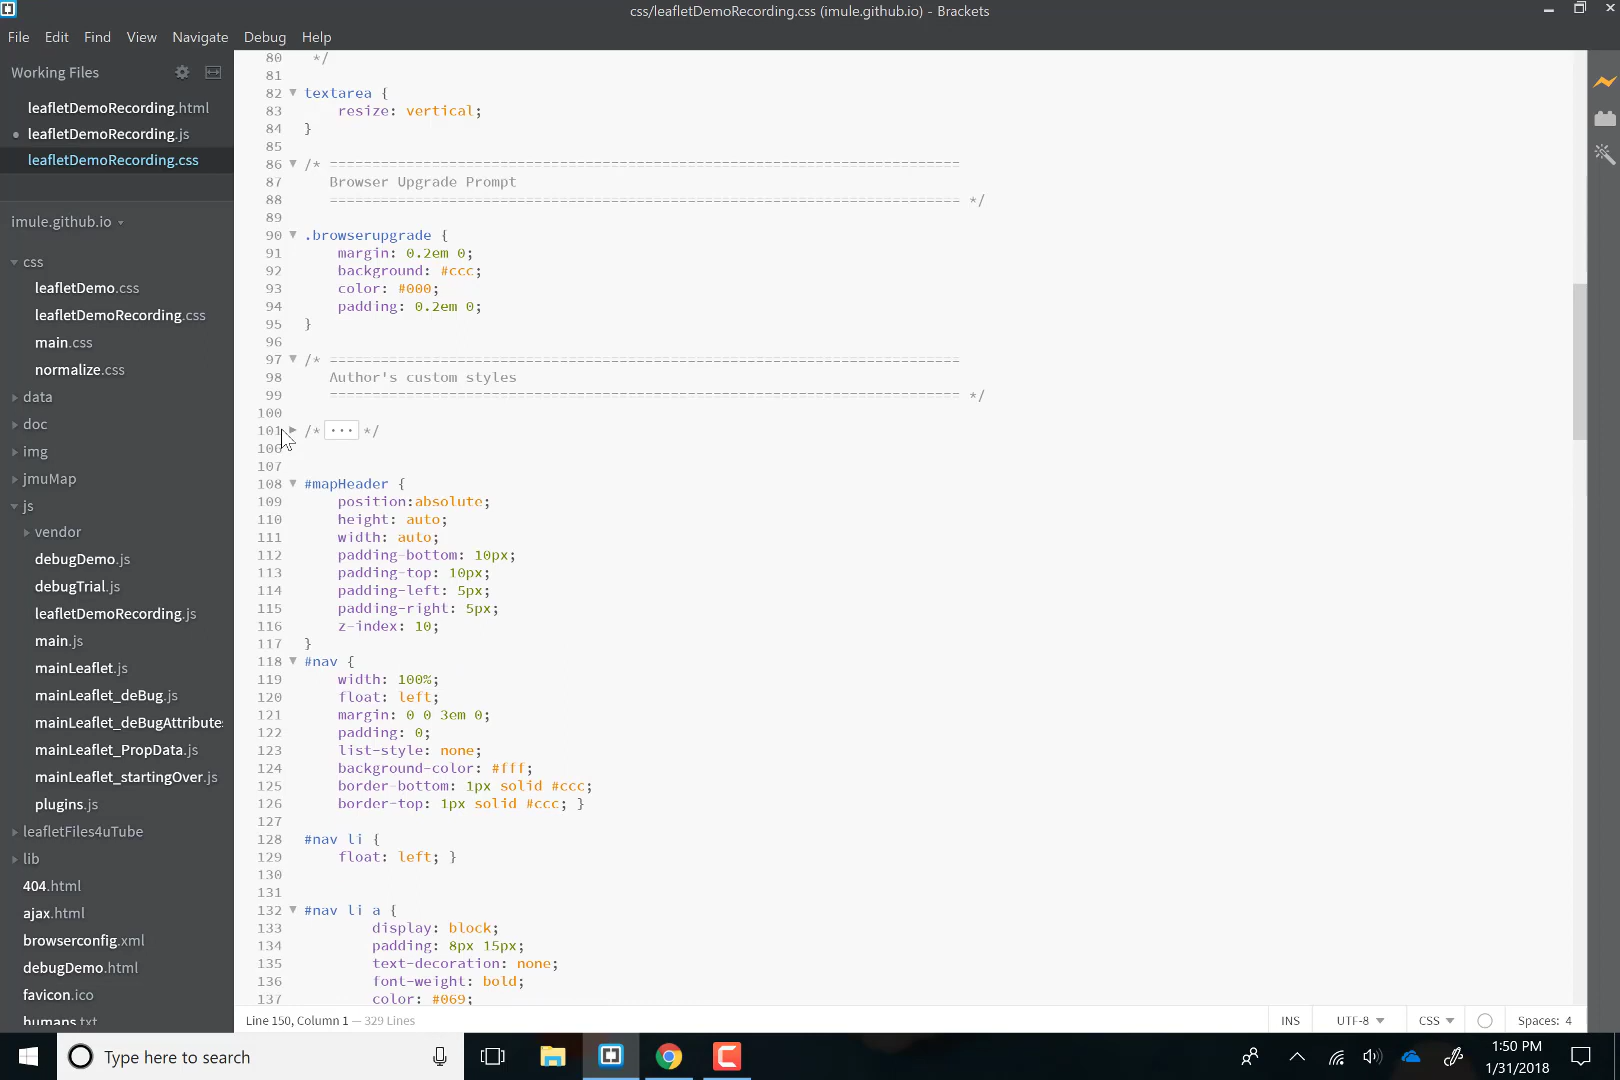 css/leafletDemoRecording.css (imule.github.io) - Brackets
File Edit Find View Navigate Debug Help
Working Files
leafletDemoRecording.html
leafletDemoRecording.js
leafletDemoRecording.css
imule.github.io
css
leafletDemo.css
leafletDemoRecording.css
main.css
normalize.css
data
doc
img
jmuMap
js
vendor
debugDemo.js
debugTrial.js
leafletDemoRecording.js
main.js
mainLeaflet.js
mainLeaflet_deBug.js
mainLeaflet_deBugAttribute
mainLeaflet_PropData.js
mainLeaflet_startingOver.js
plugins.js
leafletFiles4uTube
lib
404.html
ajax.html
browserconfig.xml
debugDemo.html
favicon.ico
humans.txt
80 */
81
82 textarea {
83 resize: vertical;
84 }
85
86 /* ==========================================================================
87 Browser Upgrade Prompt
88 ========================================================================== */
89
90 .browserupgrade {
91 margin: 0.2em 0;
92 background: #ccc;
93 color: #000;
94 padding: 0.2em 0;
95 }
96
97 /* ==========================================================================
98 Author's custom styles
99 ========================================================================== */
100
101 /* ... */
106
107
108 #mapHeader {
109 position:absolute;
110 height: auto;
111 width: auto;
112 padding-bottom: 10px;
113 padding-top: 10px;
114 padding-left: 5px;
115 padding-right: 5px;
116 z-index: 10;
117 }
118 #nav {
119 width: 100%;
120 float: left;
121 margin: 0 0 3em 0;
122 padding: 0;
123 list-style: none;
124 background-color: #fff;
125 border-bottom: 1px solid #ccc;
126 border-top: 1px solid #ccc; }
127
128 #nav li {
129 float: left; }
130
131
132 #nav li a {
133 display: block;
134 padding: 8px 15px;
135 text-decoration: none;
136 font-weight: bold;
137 color: #069;
Line 150, Column 1 — 329 Lines
INS UTF-8 CSS Spaces: 4
Type here to search
1:50 PM
1/31/2018